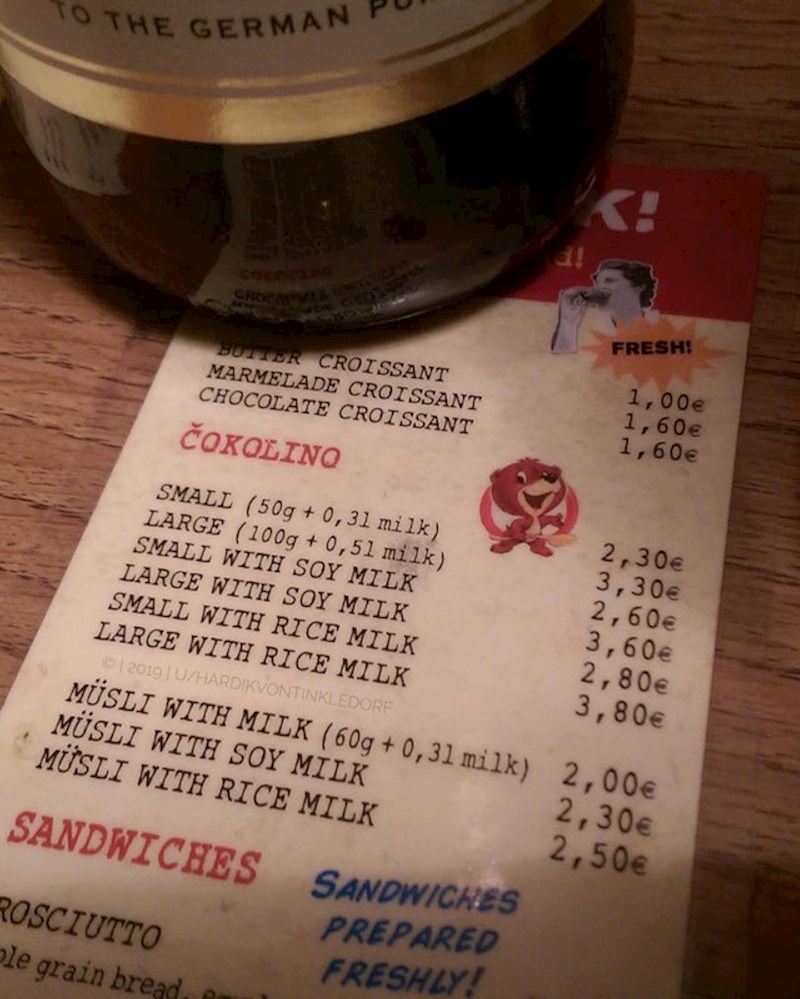 TO THE GERMAN
K!
FRESH!
BUTTER CROISSANT 1,00€
MARMELADE CROISSANT 1,60€
CHOCOLATE CROISSANT 1,60€
ČOKOLINO
SMALL (50g + 0,3l milk) 2,30€
LARGE (100g + 0,5l milk) 3,30€
SMALL WITH SOY MILK 2,60€
LARGE WITH SOY MILK 3,60€
SMALL WITH RICE MILK 2,80€
LARGE WITH RICE MILK 3,80€
© | 2019 | U/HARDIKVONTINKLEDORF
MÜSLI WITH MILK (60g + 0,3l milk) 2,00€
MÜSLI WITH SOY MILK 2,30€
MÜSLI WITH RICE MILK 2,50€
SANDWICHES
SANDWICHES
PREPARED
FRESHLY!
ROSCIUTTO
ole grain bread,